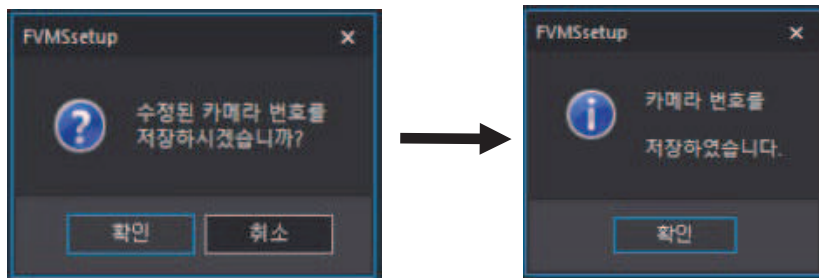 FVMSsetup
수정된 카메라 번호를
저장하시겠습니까?
확인 취소
FVMSsetup
카메라 번호를
저장하였습니다.
확인